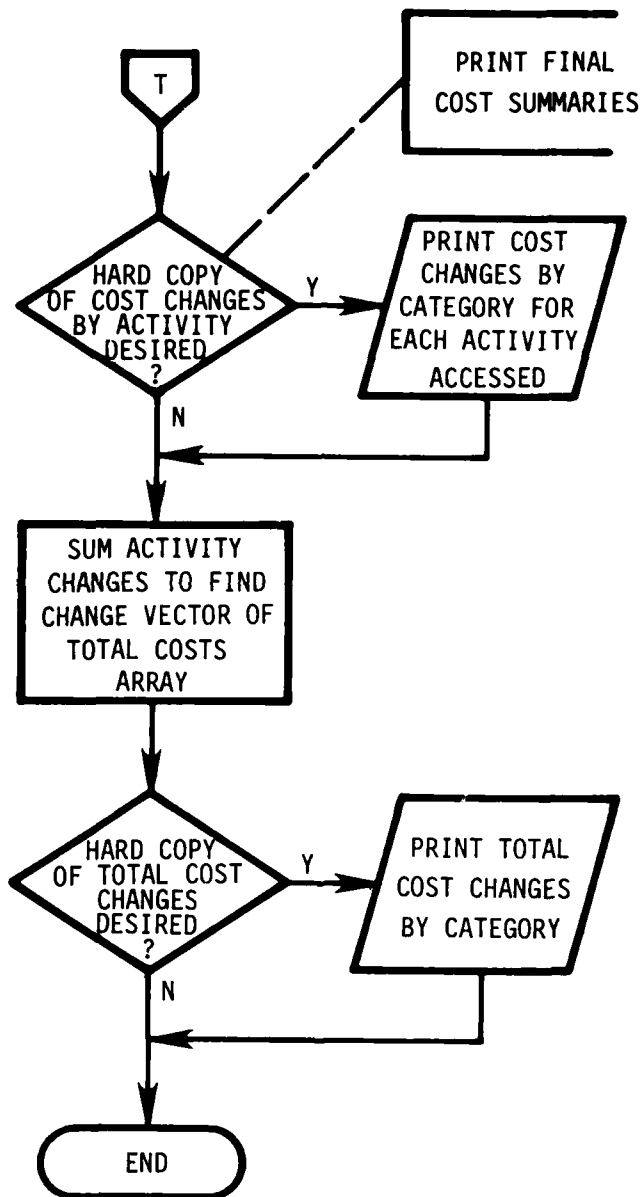 T
PRINT FINAL
COST SUMMARIES
HARD COPY
OF COST CHANGES
BY ACTIVITY
DESIRED
?
Y
PRINT COST
CHANGES BY
CATEGORY FOR
EACH ACTIVITY
ACCESSED
N
SUM ACTIVITY
CHANGES TO FIND
CHANGE VECTOR OF
TOTAL COSTS
ARRAY
HARD COPY
OF TOTAL COST
CHANGES
DESIRED
?
Y
PRINT TOTAL
COST CHANGES
BY CATEGORY
N
END